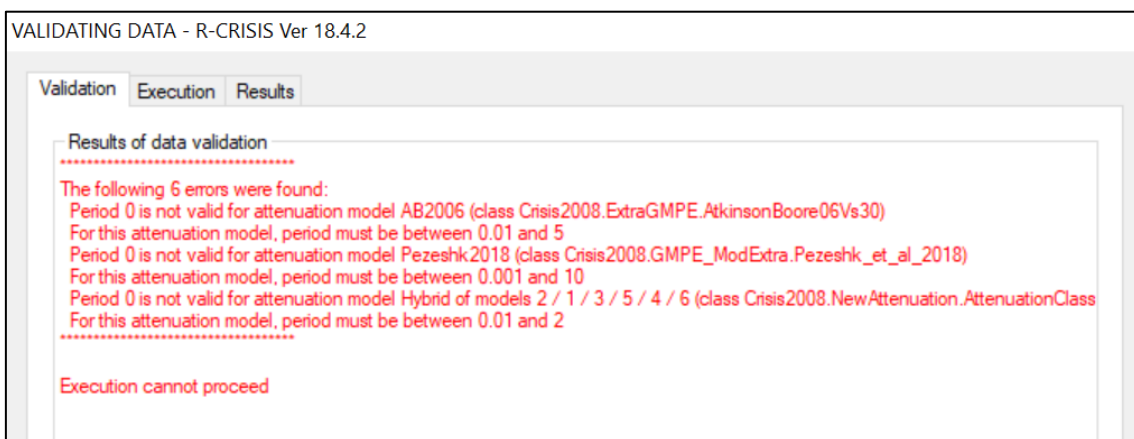 VALIDATING DATA - R-CRISIS Ver 18.4.2
Validation Execution Results
Results of data validation
***********************************
The following 6 errors were found:
Period 0 is not valid for attenuation model AB2006 (class Crisis2008.ExtraGMPE.AtkinsonBoore06Vs30)
For this attenuation model, period must be between 0.01 and 5
Period 0 is not valid for attenuation model Pezeshk2018 (class Crisis2008.GMPE_ModExtra.Pezeshk_et_al_2018)
For this attenuation model, period must be between 0.001 and 10
Period 0 is not valid for attenuation model Hybrid of models 2 / 1 / 3 / 5 / 4 / 6 (class Crisis2008.NewAttenuation.AttenuationClass
For this attenuation model, period must be between 0.01 and 2
***********************************
Execution cannot proceed